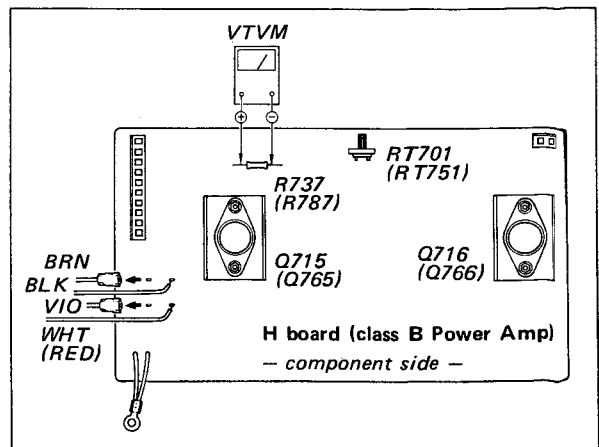 VTVM
+ −
RT701
(RT751)
R737
(R787)
Q715
(Q765)
Q716
(Q766)
BRN
BLK
VIO
WHT
(RED)
H board (class B Power Amp)
— component side —